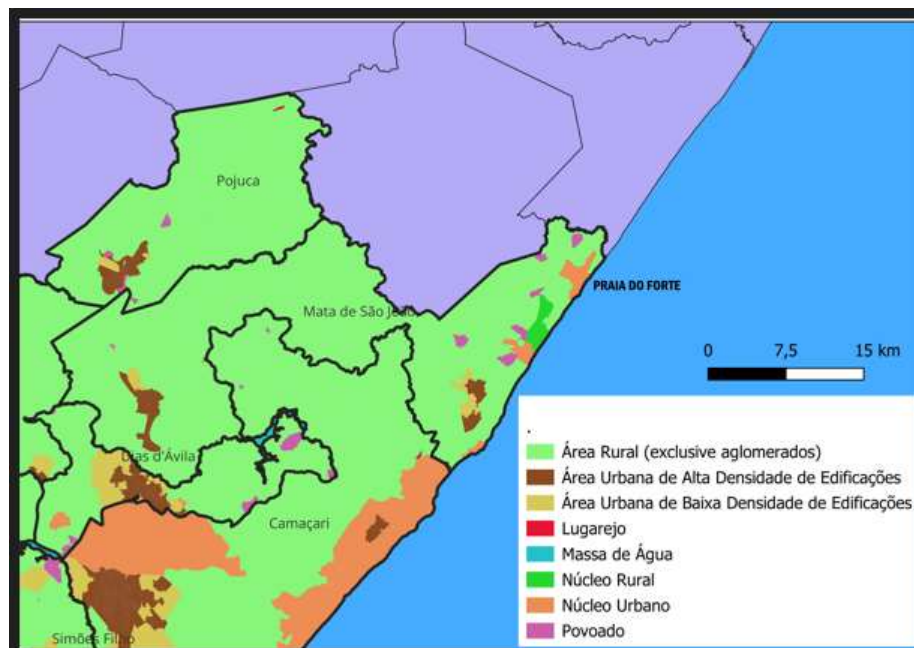 Pojuca
PRAIA DO FORTE
Mata de São João
0 7,5 15 km
.
Dias d'Ávila
Área Rural (exclusive aglomerados)
Área Urbana de Alta Densidade de Edificações
Área Urbana de Baixa Densidade de Edificações
Lugarejo
Camaçari
Massa de Água
Núcleo Rural
Núcleo Urbano
Povoado
Simões Filho